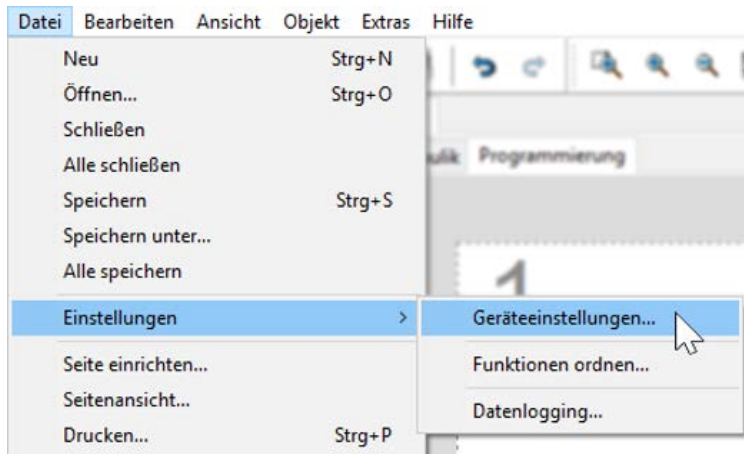 Datei Bearbeiten Ansicht Objekt Extras Hilfe
Neu Strg+N
Öffnen... Strg+O
Schließen
Alle schließen
Programmierung
Speichern Strg+S
Speichern unter...
Alle speichern
1
Einstellungen > Geräteeinstellungen...
Seite einrichten... Funktionen ordnen...
Seitenansicht...
Datenlogging...
Drucken... Strg+P